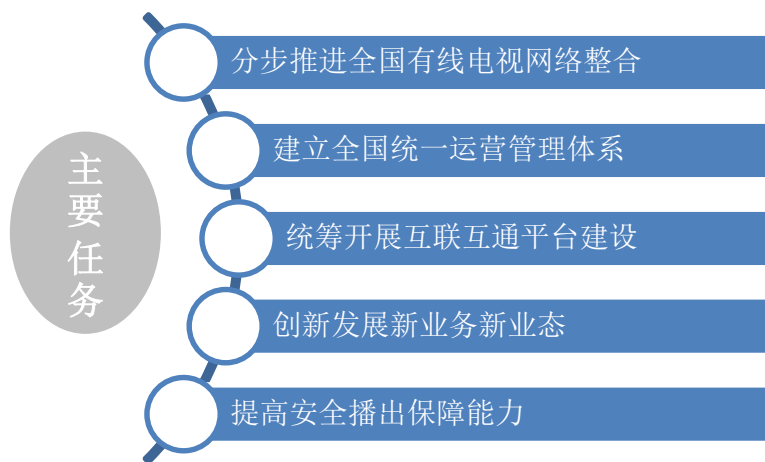 主要任务
分步推进全国有线电视网络整合
建立全国统一运营管理体系
统筹开展互联互通平台建设
创新发展新业务新业态
提高安全播出保障能力